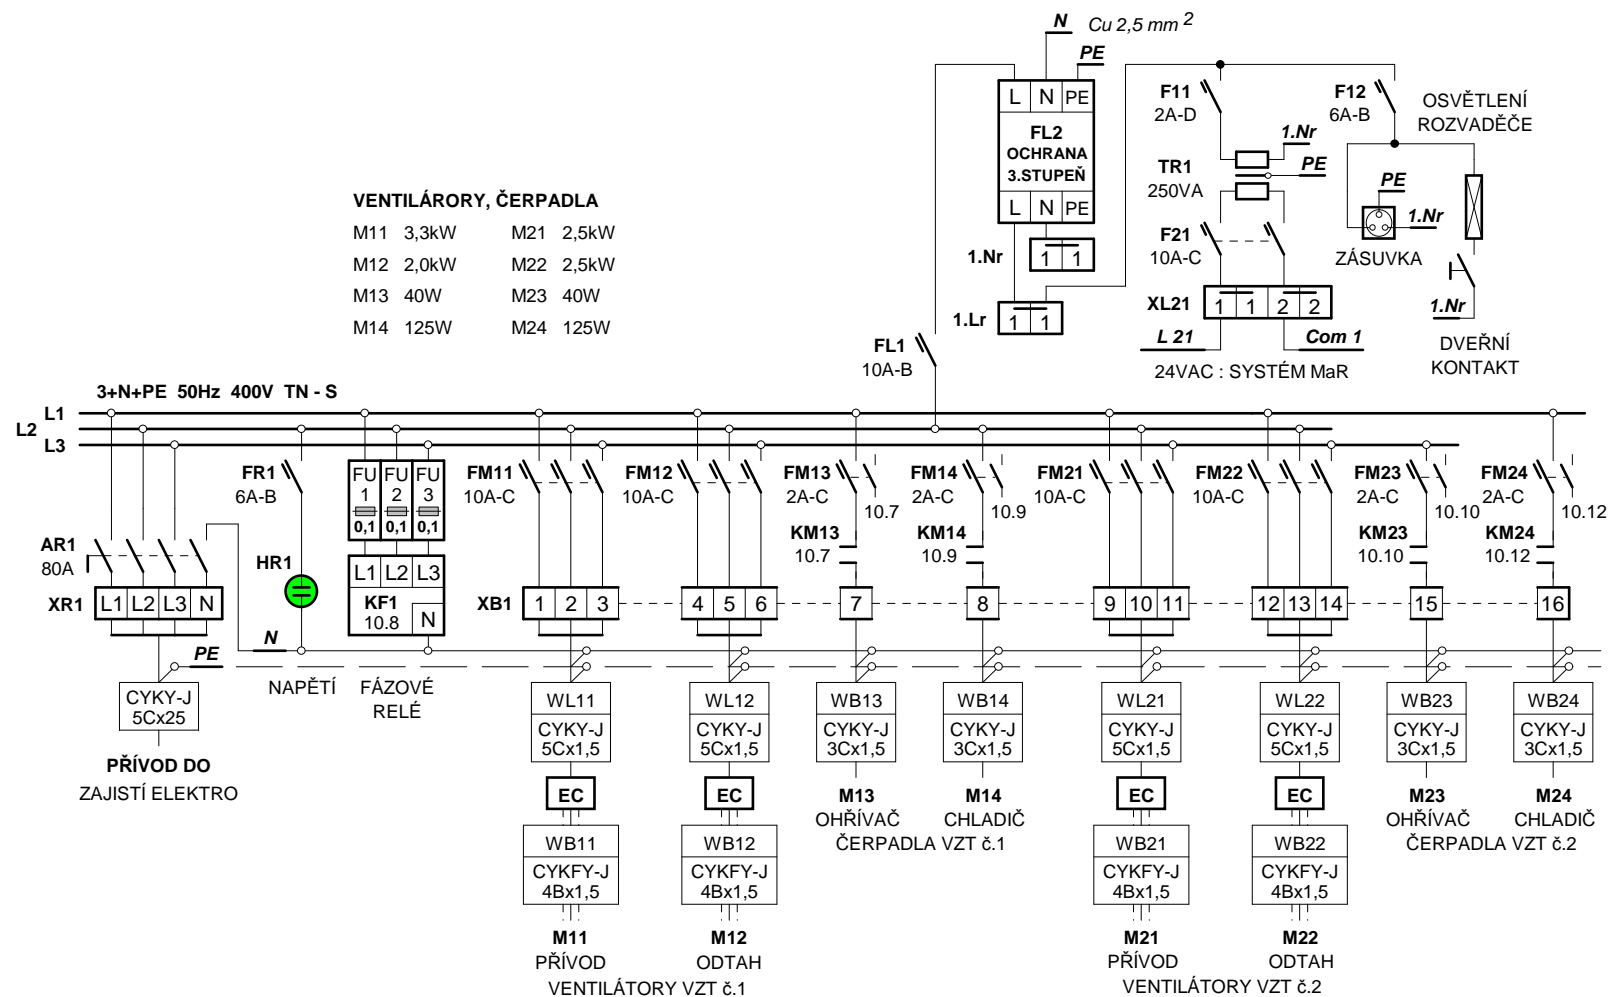 N Cu 2,5 mm 2
PE
L N PE
FL2
OCHRANA
3.STUPEŇ
L N PE
1.Nr 1 1
1.Lr 1 1
F11
2A-D
F12
6A-B
OSVĚTLENÍ
ROZVADĚČE
1.Nr
TR1
250VA
PE
PE
1.Nr
ZÁSUVKA
F21
10A-C
XL21 1 1 2 2
L 21 Com 1
24VAC : SYSTÉM MaR
1.Nr
DVEŘNÍ
KONTAKT
VENTILÁRORY, ČERPADLA
M11 3,3kW M21 2,5kW
M12 2,0kW M22 2,5kW
M13 40W M23 40W
M14 125W M24 125W
FL1
10A-B
3+N+PE 50Hz 400V TN - S
L1
L2
L3
FR1
6A-B
FU 1 0,1
FU 2 0,1
FU 3 0,1
FM11
10A-C
FM12
10A-C
FM13
2A-C
10.7
FM14
2A-C
10.9
FM21
10A-C
FM22
10A-C
FM23
2A-C
10.10
FM24
2A-C
10.12
AR1
80A
HR1
L1 L2 L3
KF1
10.8
N
KM13
10.7
KM14
10.9
KM23
10.10
KM24
10.12
XR1 L1 L2 L3 N
XB1 1 2 3 4 5 6 7 8 9 10 11 12 13 14 15 16
N
PE
NAPĚTÍ
FÁZOVÉ
RELÉ
CYKY-J
5Cx25
PŘÍVOD DO
ZAJISTÍ ELEKTRO
WL11
CYKY-J
5Cx1,5
EC
WB11
CYKFY-J
4Bx1,5
M11
PŘÍVOD
WL12
CYKY-J
5Cx1,5
EC
WB12
CYKFY-J
4Bx1,5
M12
ODTAH
VENTILÁTORY VZT č.1
WB13
CYKY-J
3Cx1,5
M13
OHŘÍVAČ
WB14
CYKY-J
3Cx1,5
M14
CHLADIČ
ČERPADLA VZT č.1
WL21
CYKY-J
5Cx1,5
EC
WB21
CYKFY-J
4Bx1,5
M21
PŘÍVOD
WL22
CYKY-J
5Cx1,5
EC
WB22
CYKFY-J
4Bx1,5
M22
ODTAH
VENTILÁTORY VZT č.2
WB23
CYKY-J
3Cx1,5
M23
OHŘÍVAČ
WB24
CYKY-J
3Cx1,5
M24
CHLADIČ
ČERPADLA VZT č.2